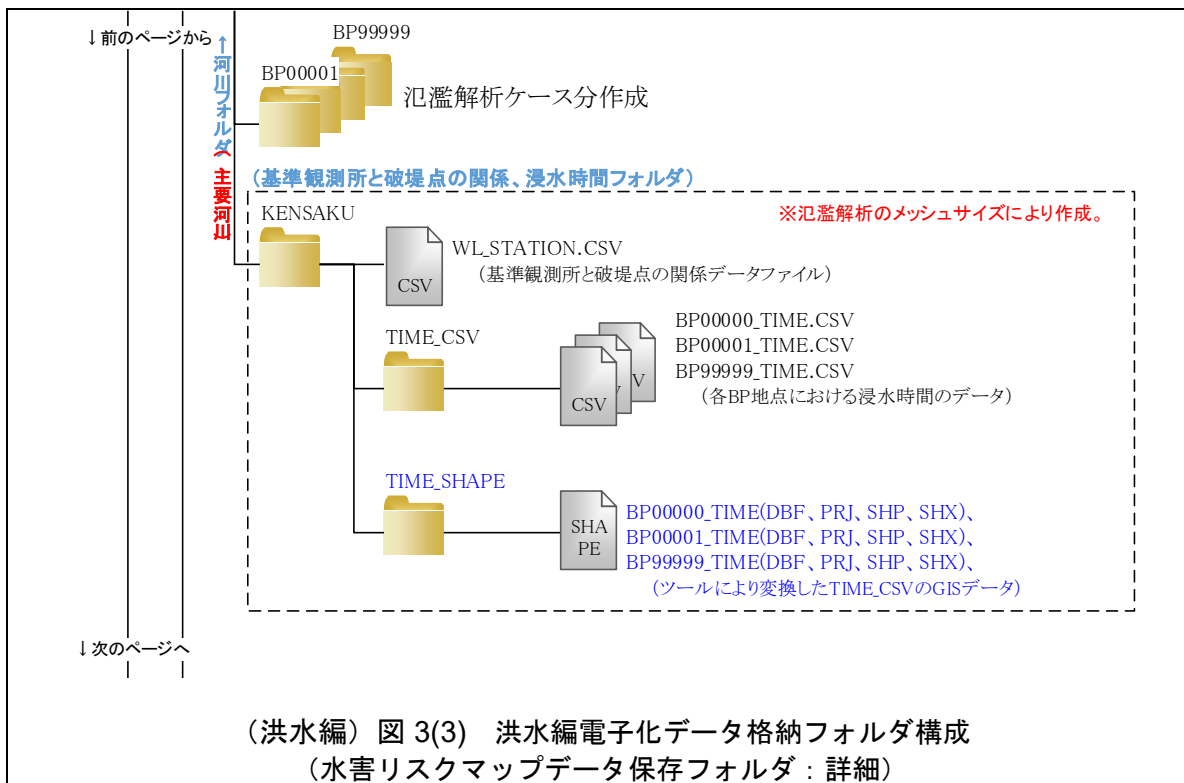 ↓前のページから
↑河川フォルダ（主要河川）
BP99999
BP00001
氾濫解析ケース分作成
（基準観測所と破堤点の関係、浸水時間フォルダ）
KENSAKU
※氾濫解析のメッシュサイズにより作成。
WL_STATION.CSV
（基準観測所と破堤点の関係データファイル）
CSV
TIME_CSV
BP00000_TIME.CSV
BP00001_TIME.CSV
BP99999_TIME.CSV
（各BP地点における浸水時間のデータ）
CSV
V
V
TIME_SHAPE
SHA
PE
BP00000_TIME(DBF、PRJ、SHP、SHX)、
BP00001_TIME(DBF、PRJ、SHP、SHX)、
BP99999_TIME(DBF、PRJ、SHP、SHX)、
（ツールにより変換したTIME_CSVのGISデータ）
↓次のページへ
（洪水編）図 3(3)　洪水編電子化データ格納フォルダ構成
（水害リスクマップデータ保存フォルダ：詳細）